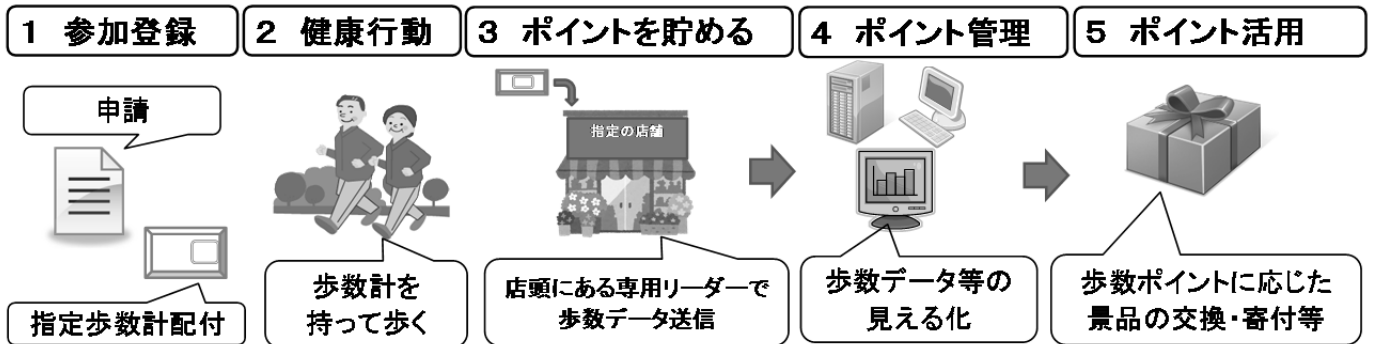 1 参加登録
2 健康行動
3 ポイントを貯める
4 ポイント管理
5 ポイント活用
申請
指定歩数計配付
歩数計を
持って歩く
指定の店舗
店頭にある専用リーダーで
歩数データ送信
歩数データ等の
見える化
歩数ポイントに応じた
景品の交換・寄付等